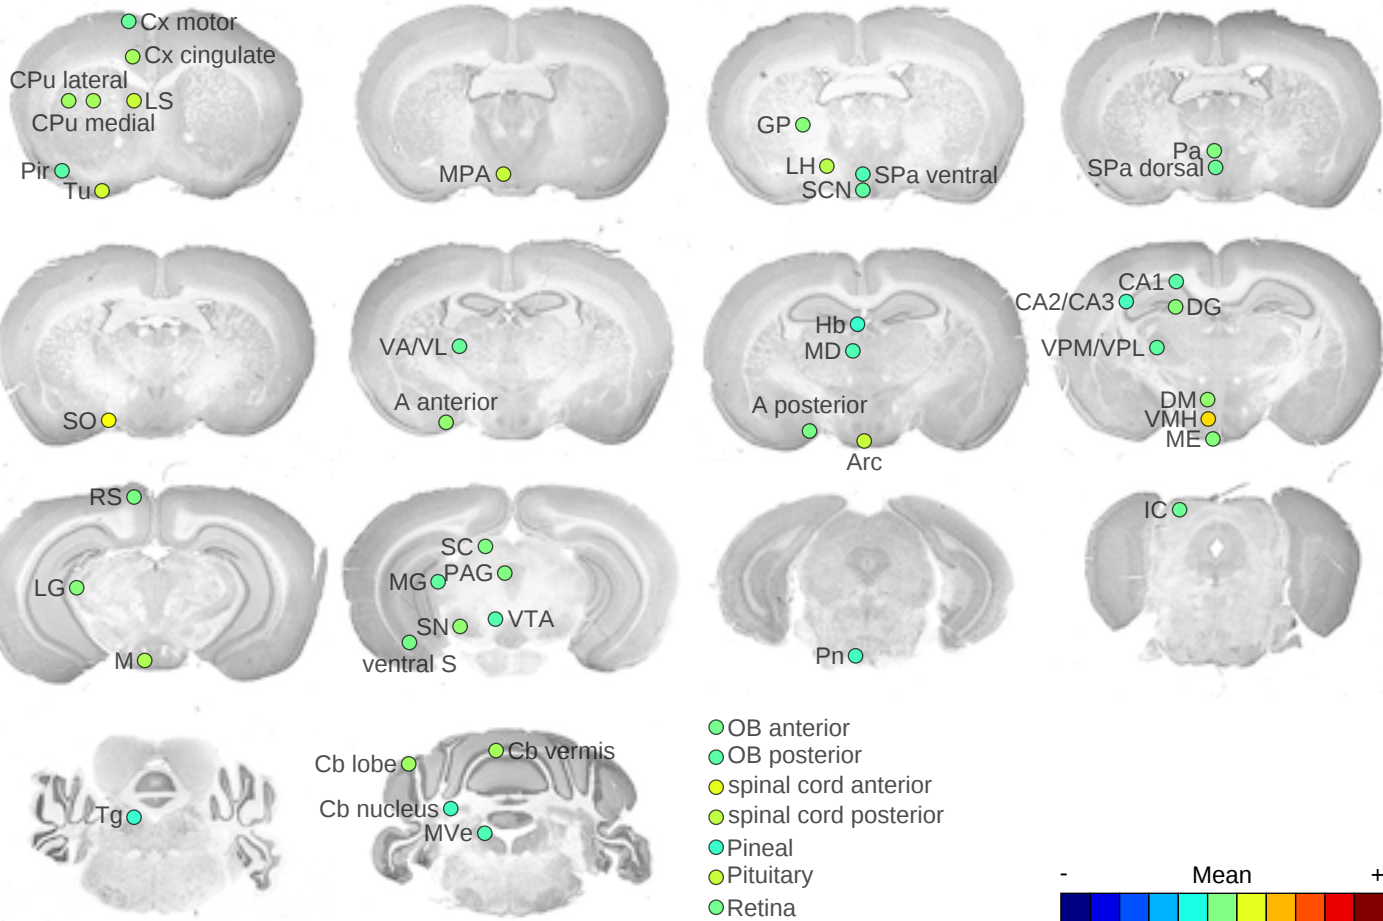 Cx motor
Cx cingulate
CPu lateral
LS
CPu medial
Pir
Tu
MPA
GP
LH
SPa ventral
SCN
Pa
SPa dorsal
SO
VA/VL
A anterior
Hb
MD
A posterior
Arc
CA1
CA2/CA3
DG
VPM/VPL
DM
VMH
ME
RS
LG
M
SC
MG
PAG
SN
VTA
ventral S
Pn
IC
Tg
Cb lobe
Cb vermis
Cb nucleus
MVe
OB anterior
OB posterior
spinal cord anterior
spinal cord posterior
Pineal
Pituitary
Retina
- Mean +